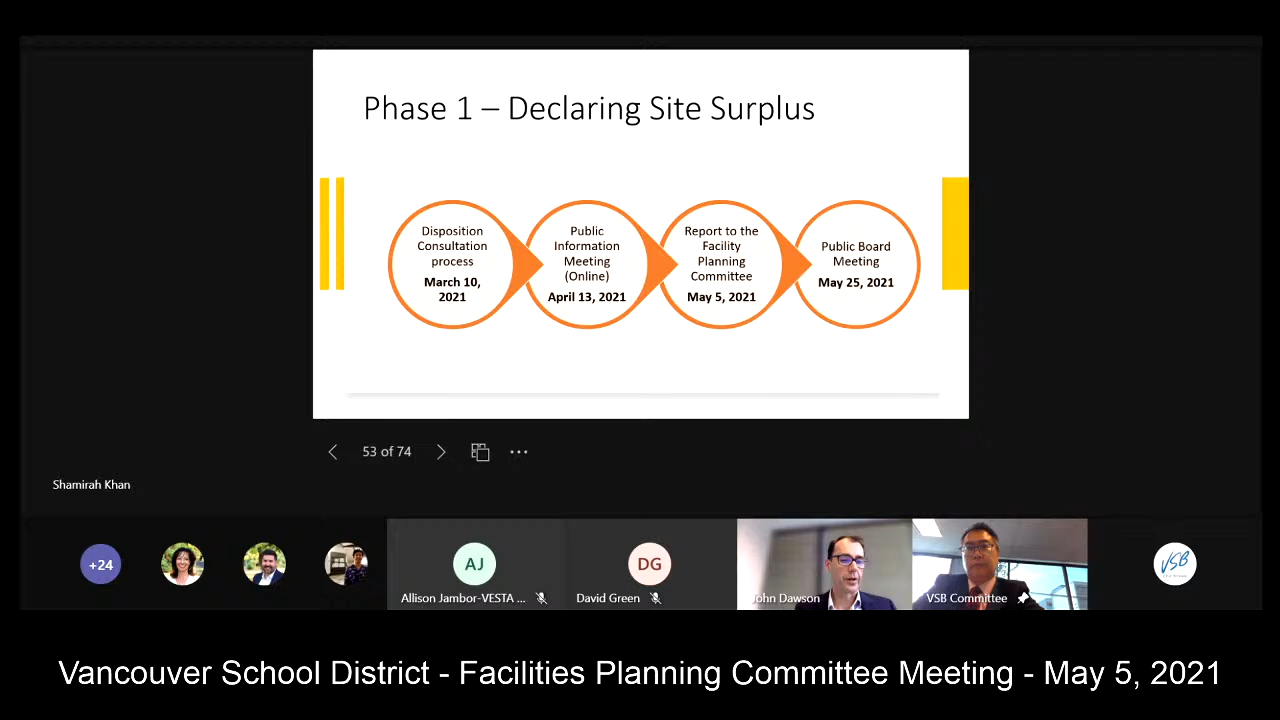 Phase 1 – Declaring Site Surplus
Disposition
Consultation
process
March 10,
2021
Public
Information
Meeting
(Online)
April 13, 2021
Report to the
Facility
Planning
Committee
May 5, 2021
Public Board
Meeting
May 25, 2021
53 of 74
Shamirah Khan
+24
AJ
Allison Jambor-VESTA ...
DG
David Green
John Dawson
VSB Committee
VSB
Vancouver School District - Facilities Planning Committee Meeting - May 5, 2021